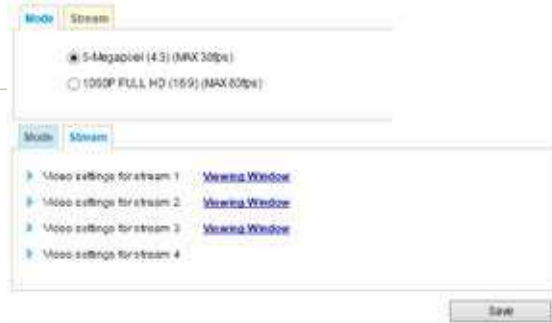 Mode Stream
5-Megapixel (4:3) (MAX 30fps)
1080P FULL HD (16:9) (MAX 60fps)
Mode Stream
Video settings for stream 1 Viewing Window
Video settings for stream 2 Viewing Window
Video settings for stream 3 Viewing Window
Video settings for stream 4
Save